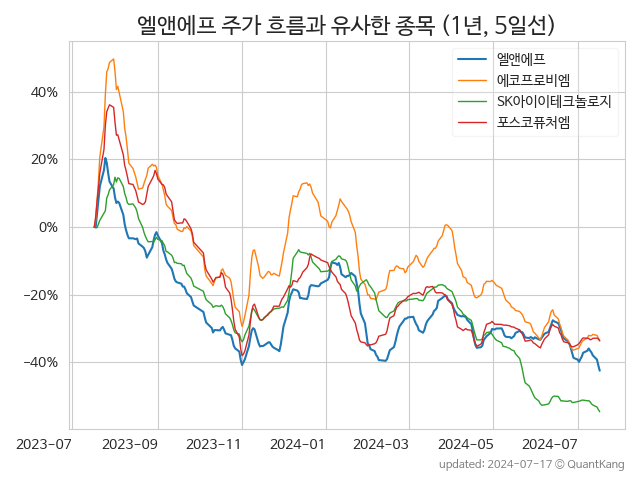 엘앤에프 주가 흐름과 유사한 종목 (1년, 5일선)
엘앤에프
에코프로비엠
SK아이이테크놀로지
포스코퓨처엠
40%
20%
0%
−20%
−40%
2023-07 2023-09 2023-11 2024-01 2024-03 2024-05 2024-07
updated: 2024-07-17 © QuantKang